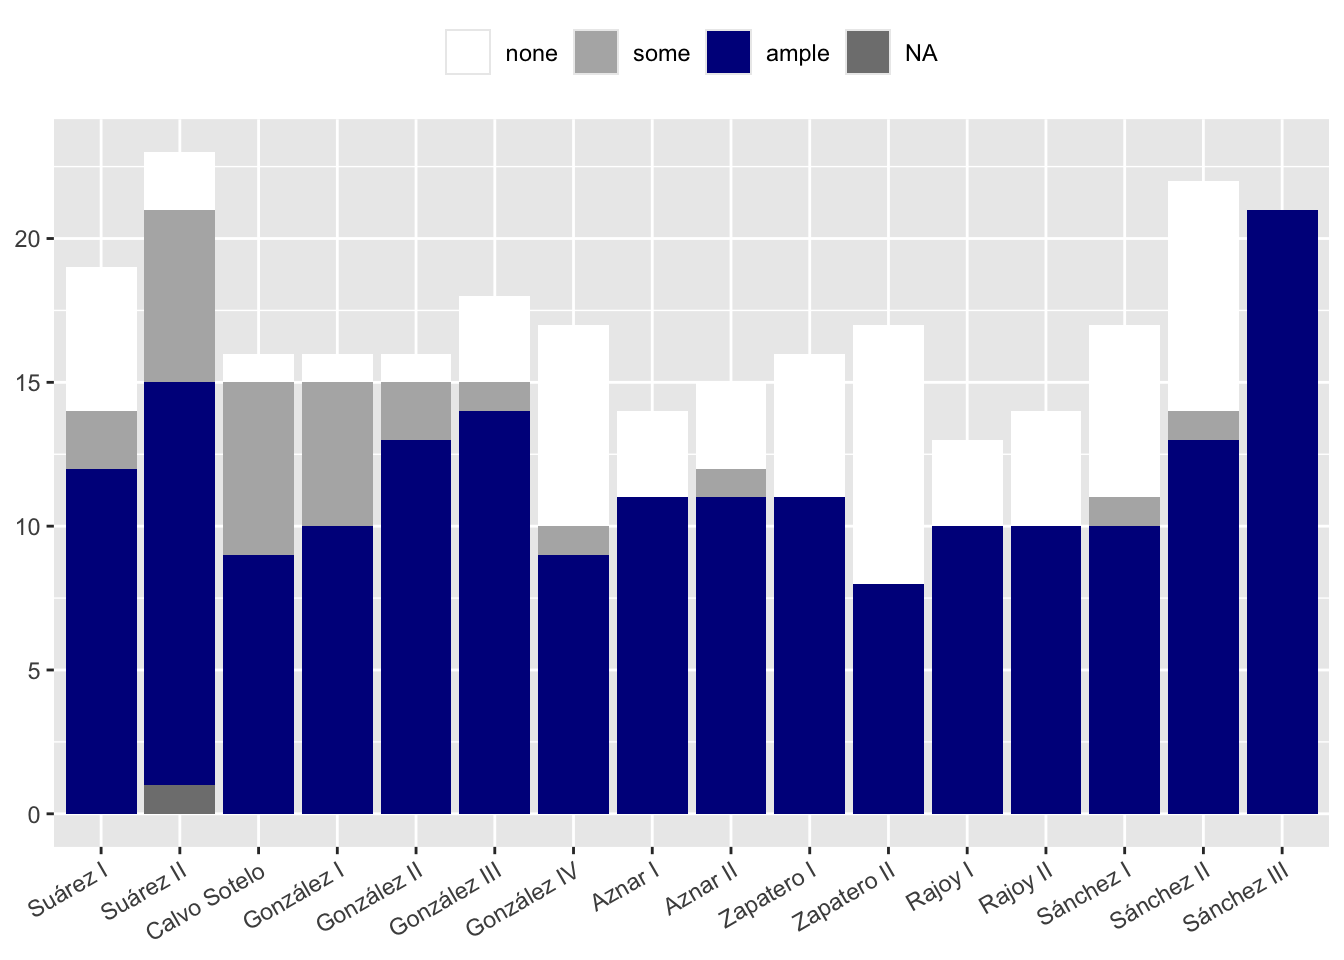 none some ample NA
20
15
10
5
0
Suárez I
Suárez II
Calvo Sotelo
González I
González II
González III
González IV
Aznar I
Aznar II
Zapatero I
Zapatero II
Rajoy I
Rajoy II
Sánchez I
Sánchez II
Sánchez III